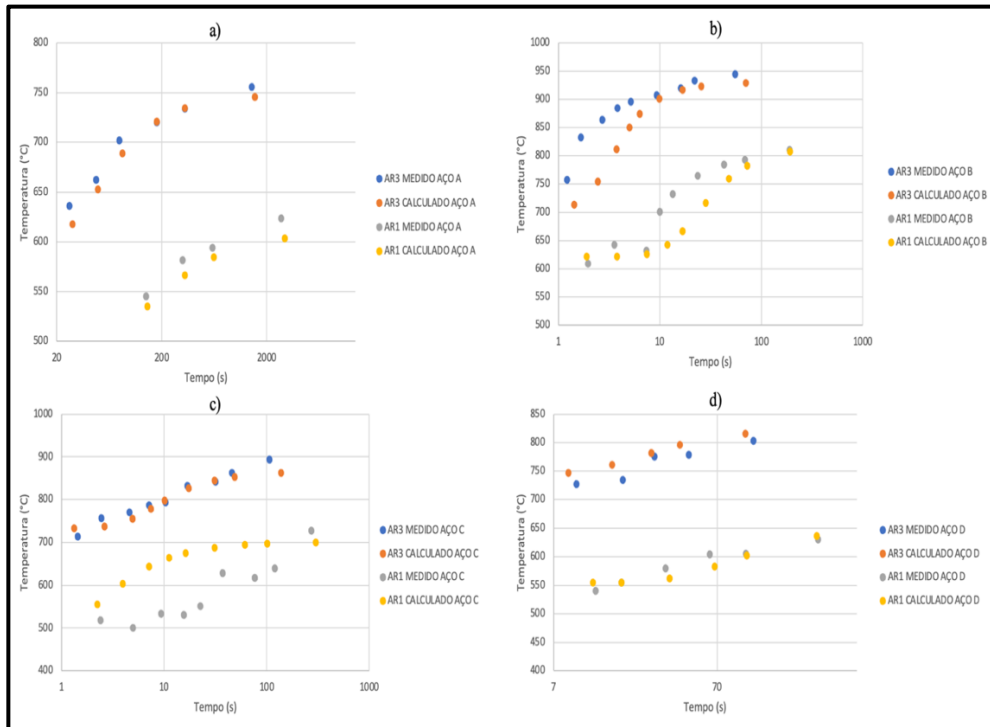 a)
800
750
700
650
600
550
500
Temperatura (°C)
20
200
2000
Tempo (s)
AR3 MEDIDO AÇO A
AR3 CALCULADO AÇO A
AR1 MEDIDO AÇO A
AR1 CALCULADO AÇO A
b)
1000
950
900
850
800
750
700
650
600
550
500
Temperatura (°C)
1
10
100
1000
Tempo (s)
AR3 MEDIDO AÇO B
AR3 CALCULADO AÇO B
AR1 MEDIDO AÇO B
AR1 CALCULADO AÇO B
c)
1000
900
800
700
600
500
400
Temperatura (°C)
1
10
100
1000
Tempo (s)
AR3 MEDIDO AÇO C
AR3 CALCULADO AÇO C
AR1 MEDIDO AÇO C
AR1 CALCULADO AÇO C
d)
850
800
750
700
650
600
550
500
450
400
Temperatura (°C)
7
70
Tempo (s)
AR3 MEDIDO AÇO D
AR3 CALCULADO AÇO D
AR1 MEDIDO AÇO D
AR1 CALCULADO AÇO D